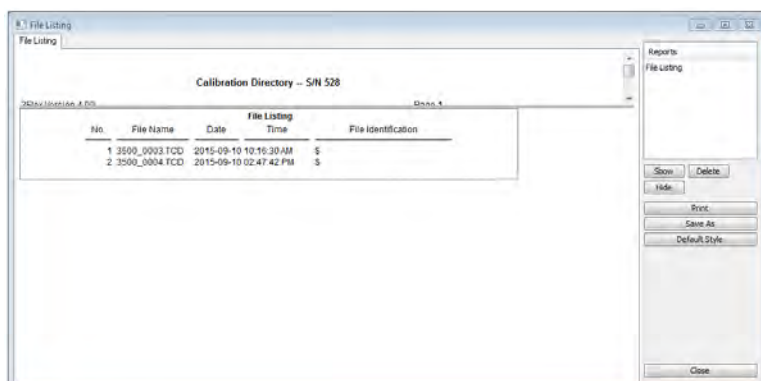 File Listing
File Listing
Calibration Directory -- S/N 528
Page 1
File Listing
No. File Name Date Time File Identification
1 3500_0003.TCD 2015-09-10 10:16:30 AM S
2 3500_0004.TCD 2015-09-10 02:47:42 PM S
Reports
File Listing
Show Delete
Hide
Print
Save As
Default Style
Close